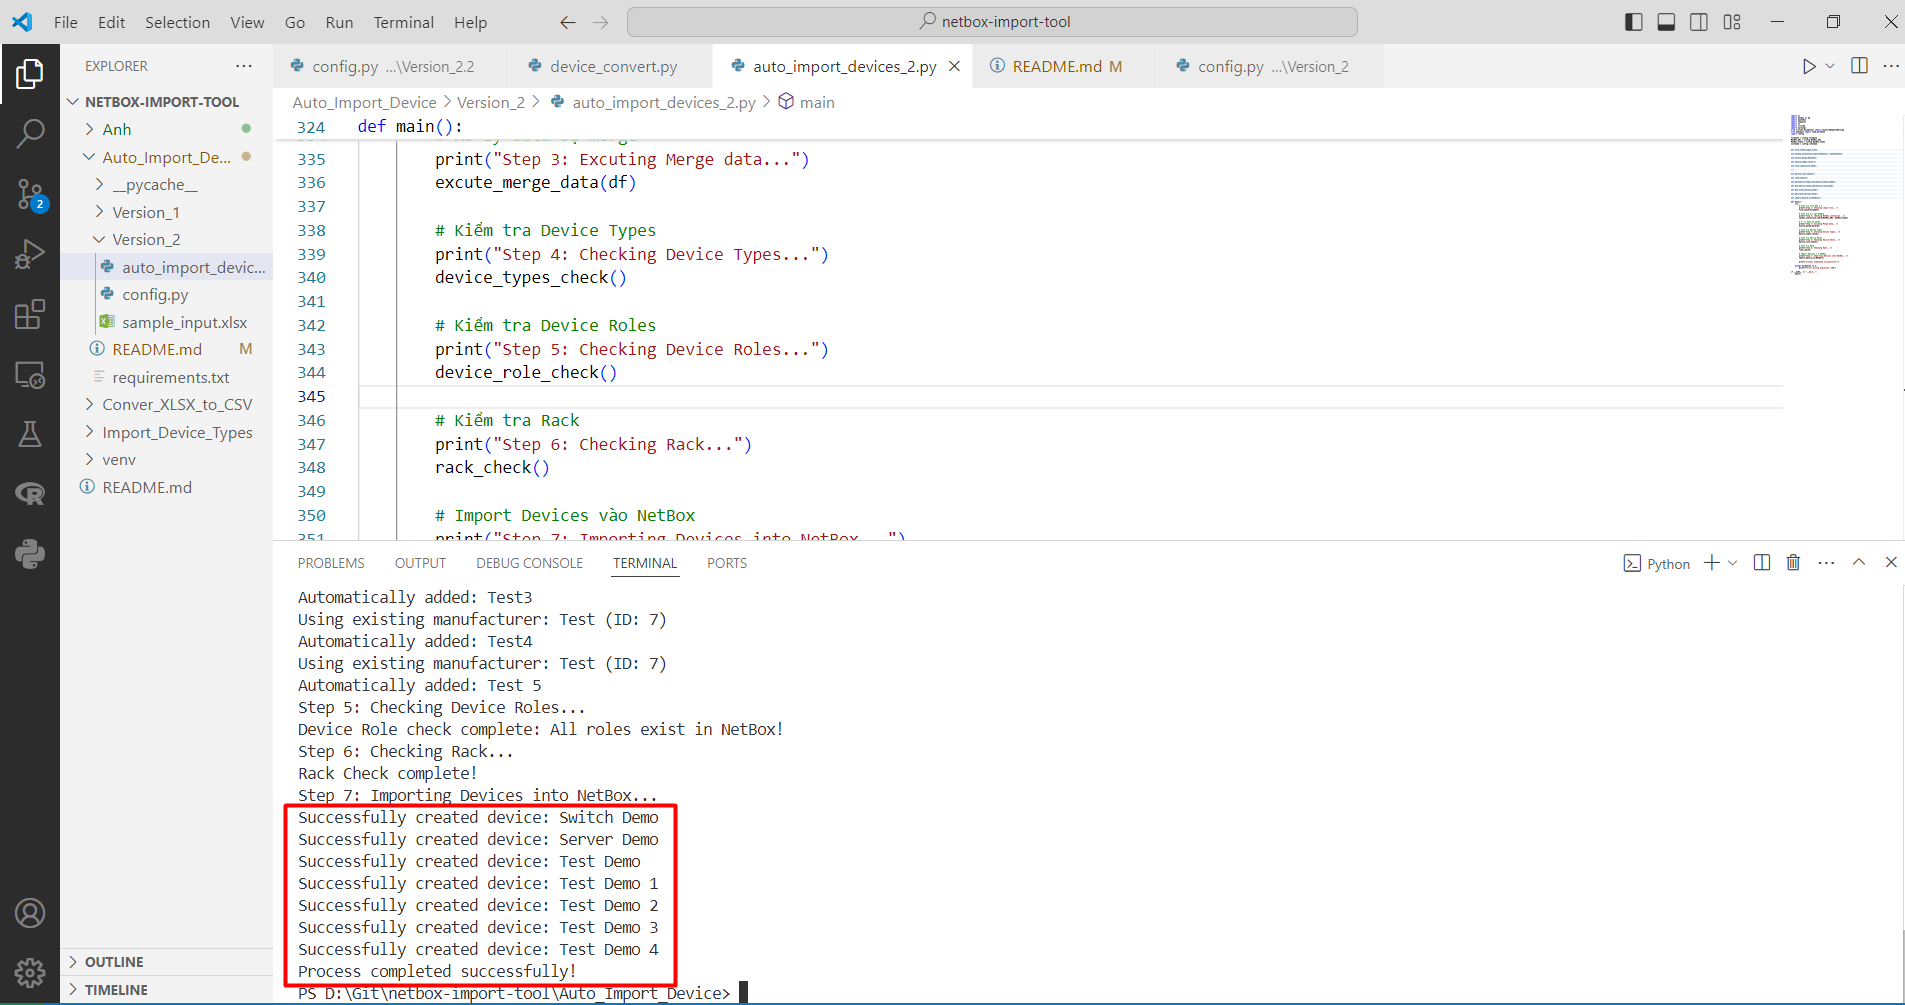 File Edit Selection View Go Run Terminal Help
netbox-import-tool
EXPLORER
config.py ...\Version_2.2
device_convert.py
auto_import_devices_2.py
README.md M
config.py ...\Version_2
NETBOX-IMPORT-TOOL
Auto_Import_Device > Version_2 > auto_import_devices_2.py > main
Anh
Auto_Import_De...
__pycache__
Version_1
Version_2
auto_import_devic...
config.py
sample_input.xlsx
README.md M
requirements.txt
Conver_XLSX_to_CSV
Import_Device_Types
venv
README.md
2
OUTLINE
TIMELINE
324 def main():
335 print("Step 3: Excuting Merge data...")
336 excute_merge_data(df)
337
338 # Kiểm tra Device Types
339 print("Step 4: Checking Device Types...")
340 device_types_check()
341
342 # Kiểm tra Device Roles
343 print("Step 5: Checking Device Roles...")
344 device_role_check()
345
346 # Kiểm tra Rack
347 print("Step 6: Checking Rack...")
348 rack_check()
349
350 # Import Devices vào NetBox
351 print("Step 7: Importing Devices into NetBox...")
PROBLEMS OUTPUT DEBUG CONSOLE TERMINAL PORTS
Python
Automatically added: Test3
Using existing manufacturer: Test (ID: 7)
Automatically added: Test4
Using existing manufacturer: Test (ID: 7)
Automatically added: Test 5
Step 5: Checking Device Roles...
Device Role check complete: All roles exist in NetBox!
Step 6: Checking Rack...
Rack Check complete!
Step 7: Importing Devices into NetBox...
Successfully created device: Switch Demo
Successfully created device: Server Demo
Successfully created device: Test Demo
Successfully created device: Test Demo 1
Successfully created device: Test Demo 2
Successfully created device: Test Demo 3
Successfully created device: Test Demo 4
Process completed successfully!
PS D:\Git\netbox-import-tool\Auto_Import_Device>